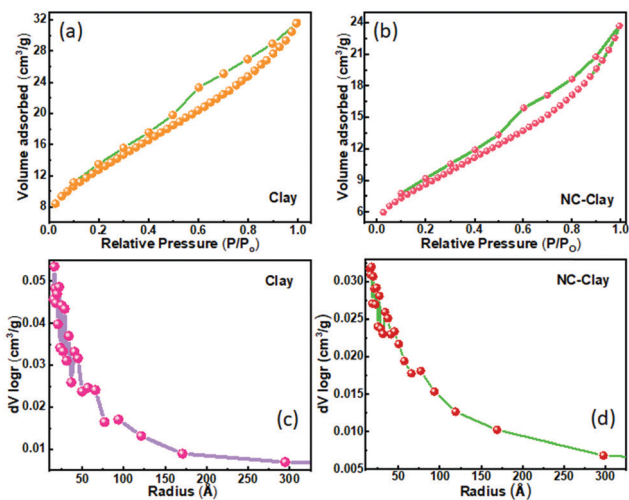 (a)
Volume adsorbed (cm³/g)
32
28
24
20
16
12
8
Clay
0.0 0.2 0.4 0.6 0.8 1.0
Relative Pressure (P/Po)
(b)
Volume adsorbed (cm³/g)
24
21
18
15
12
9
6
NC-Clay
0.0 0.2 0.4 0.6 0.8 1.0
Relative Pressure (P/PO)
Clay
dV logr (cm³/g)
0.05
0.04
0.03
0.02
0.01
(c)
50 100 150 200 250 300
Radius (Å)
NC-Clay
dV logr (cm³/g)
0.030
0.025
0.020
0.015
0.010
0.005
(d)
50 100 150 200 250 300
Radius (Å)